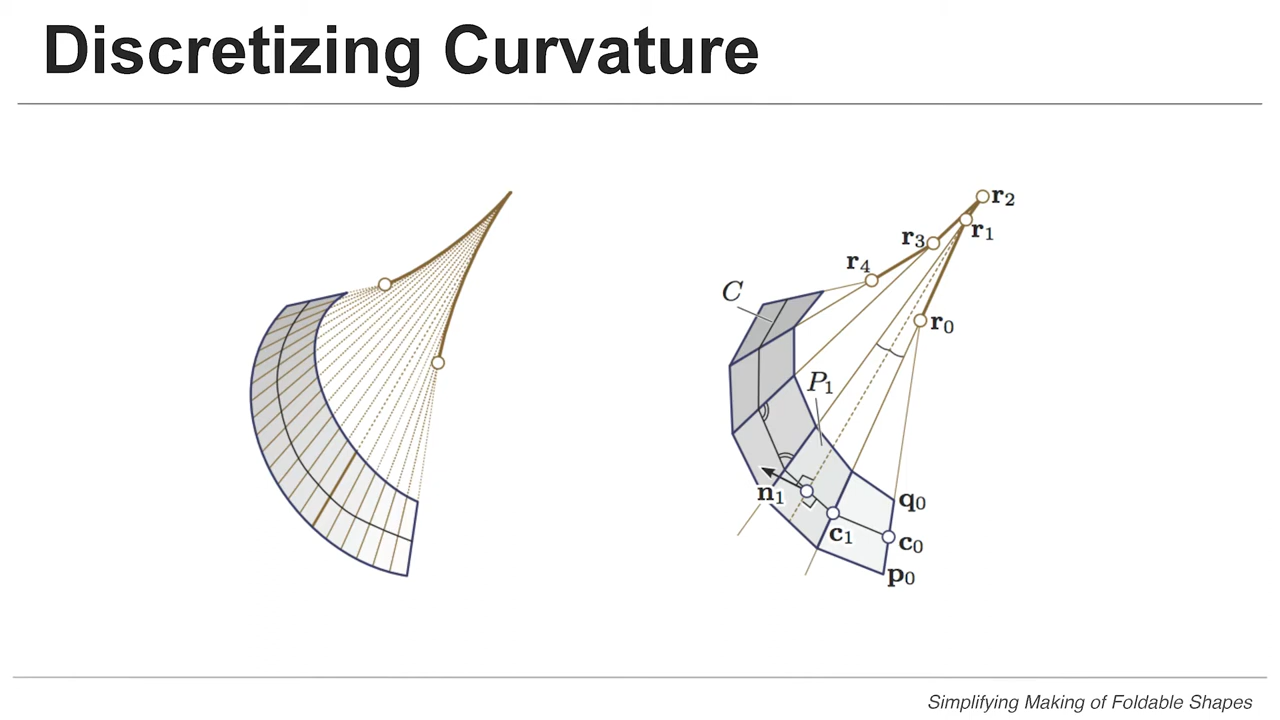 Discretizing Curvature
r2
r1
r3
r4
C
r0
P1
n1
q0
c1
c0
p0
Simplifying Making of Foldable Shapes